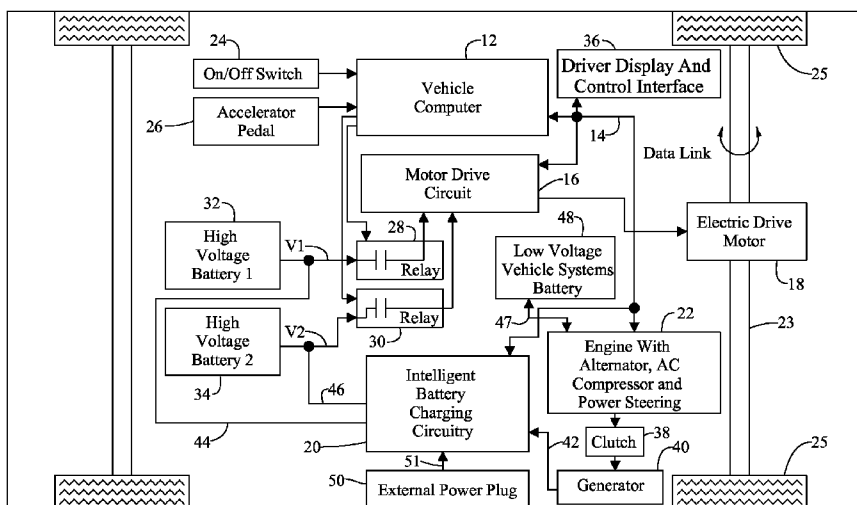 24
12
36
On/Off Switch
Vehicle
Computer
Driver Display And
Control Interface
25
26
Accelerator
Pedal
14
Data Link
Motor Drive
Circuit
16
32
28
48
High
Voltage
Battery 1
V1
Relay
Low Voltage
Vehicle Systems
Battery
Electric Drive
Motor
18
High
Voltage
Battery 2
V2
Relay
30
47
22
23
34
46
Intelligent
Battery
Charging
Circuitry
Engine With
Alternator, AC
Compressor and
Power Steering
44
20
42
Clutch
38
40
25
50
51
External Power Plug
Generator